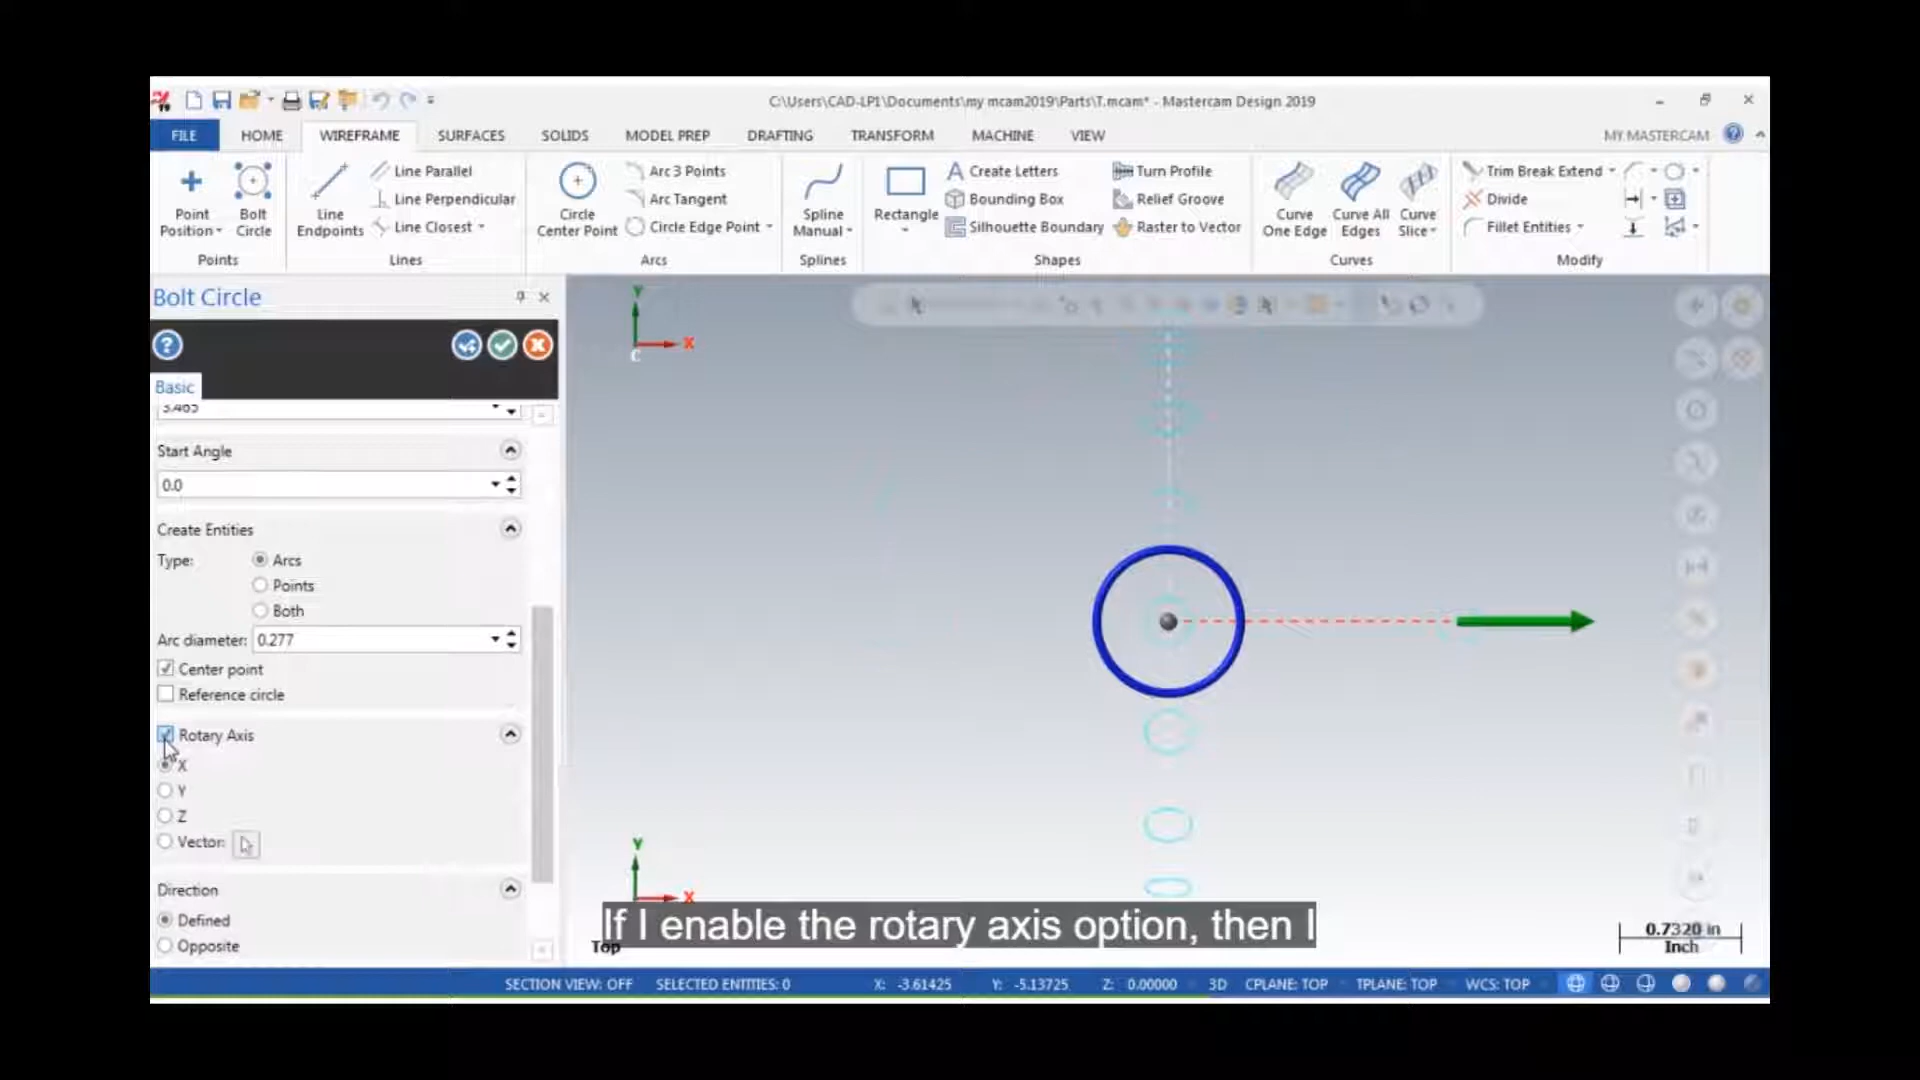 C:\Users\CAD-LP1\Documents\my mcam2019\Parts\T.mcam* - Mastercam Design 2019
FILE HOME WIREFRAME SURFACES SOLIDS MODEL PREP DRAFTING TRANSFORM MACHINE VIEW MY MASTERCAM
Point Position
Bolt Circle
Points
Line Endpoints
Line Parallel
Line Perpendicular
Line Closest
Lines
Circle Center Point
Arc 3 Points
Arc Tangent
Circle Edge Point
Arcs
Spline Manual
Splines
Rectangle
Create Letters
Bounding Box
Silhouette Boundary
Turn Profile
Relief Groove
Raster to Vector
Shapes
Curve One Edge
Curve All Edges
Curve Slice
Curves
Trim Break Extend
Divide
Fillet Entities
Modify
Bolt Circle
Basic
3.465
Start Angle
0.0
Create Entities
Type: Arcs
Points
Both
Arc diameter: 0.277
Center point
Reference circle
Rotary Axis
X
Y
Z
Vector:
Direction
Defined
Opposite
Y
X
C
Y
X
Top
If I enable the rotary axis option, then I
0.7320 in
Inch
SECTION VIEW: OFF SELECTED ENTITIES: 0 X: -3.61425 Y: -5.13725 Z: 0.00000 3D CPLANE: TOP TPLANE: TOP WCS: TOP